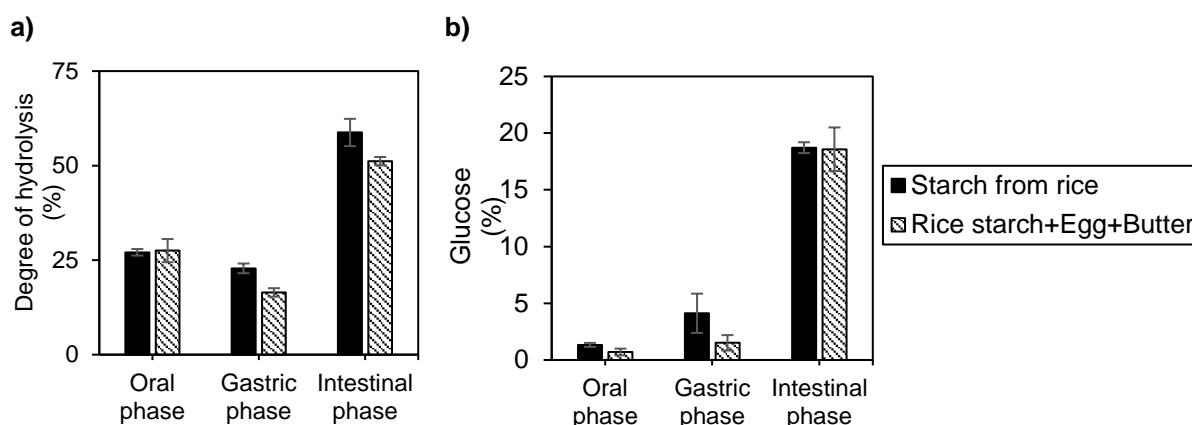 a)
Degree of hydrolysis
(%)
75
50
25
0
Oral phase
Gastric phase
Intestinal phase
b)
Glucose
(%)
25
20
15
10
5
0
Oral phase
Gastric phase
Intestinal phase
Starch from rice
Rice starch+Egg+Butter